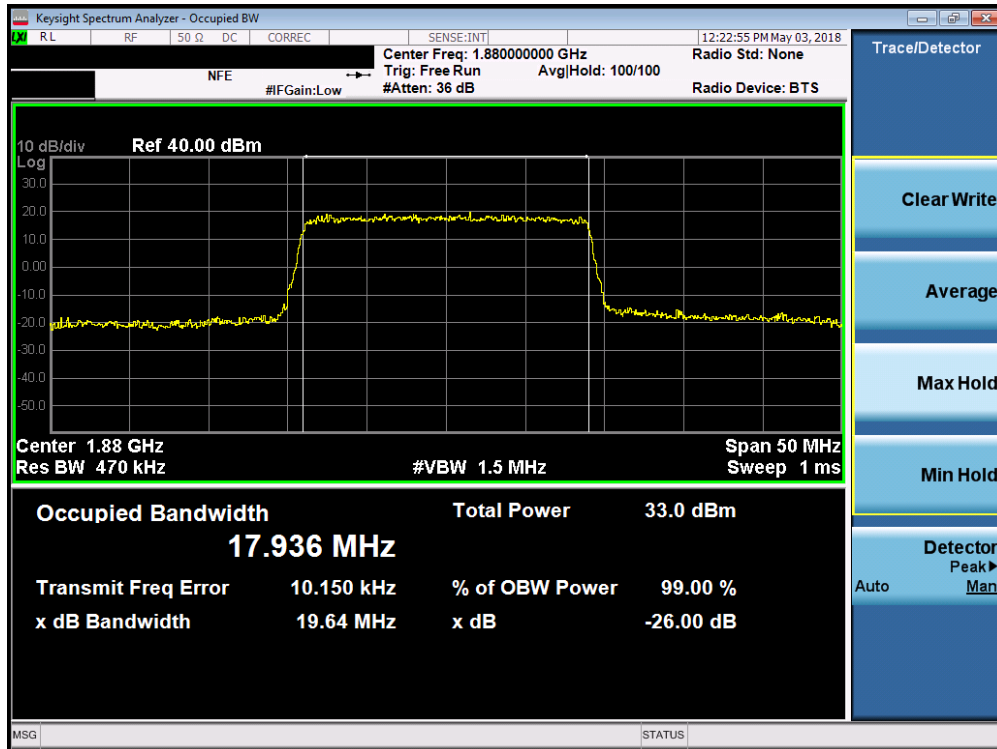 Keysight Spectrum Analyzer - Occupied BW
LXI RL RF 50 Ω DC CORREC SENSE:INT 12:22:55 PM May 03, 2018
Center Freq: 1.880000000 GHz Radio Std: None
NFE Trig: Free Run Avg|Hold: 100/100
#IFGain:Low #Atten: 36 dB Radio Device: BTS
Trace/Detector
10 dB/div Ref 40.00 dBm
Log
30.0
20.0
10.0
0.00
-10.0
-20.0
-30.0
-40.0
-50.0
Center 1.88 GHz Span 50 MHz
Res BW 470 kHz #VBW 1.5 MHz Sweep 1 ms
Occupied Bandwidth Total Power 33.0 dBm
17.936 MHz
Transmit Freq Error 10.150 kHz % of OBW Power 99.00 %
x dB Bandwidth 19.64 MHz x dB -26.00 dB
Clear Write
Average
Max Hold
Min Hold
Detector
Peak▶
Auto Man
MSG STATUS